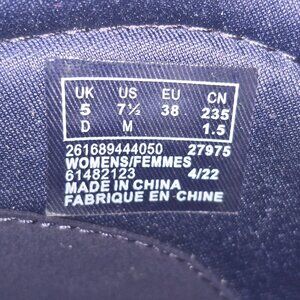 UK US EU CN
5 7½ 38 235
D M 1.5
261689444050 27975
WOMENS/FEMMES
61482123 4/22
MADE IN CHINA
FABRIQUE EN CHINE